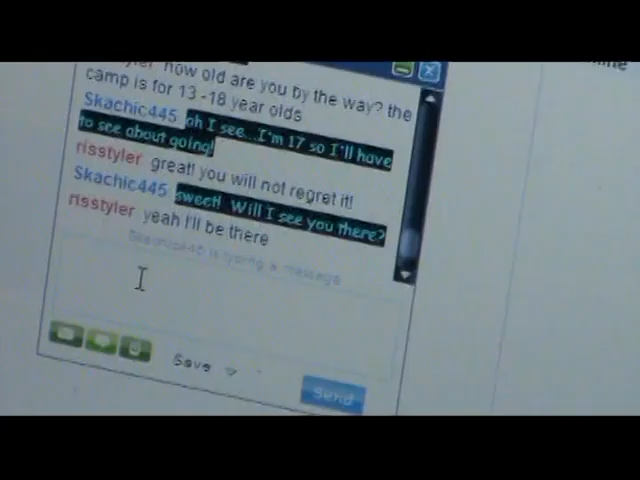 how old are you by the way? the
camp is for 13 -18 year olds
Skachic445 oh I see...I'm 17 so I'll have
to see about going!
risstyler great! you will not regret it!
Skachic445 sweet! Will I see you there?
risstyler yeah I'll be there
Skachic445 is typing a message
Save
Send